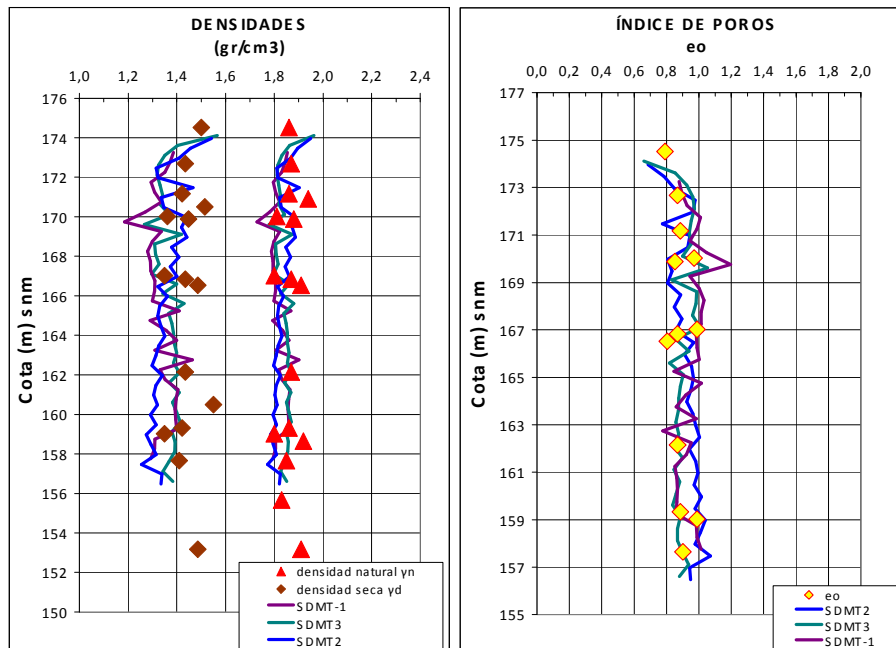 DENSIDADES
(gr/cm3)
1,0 1,2 1,4 1,6 1,8 2,0 2,2 2,4
176
174
172
170
168
166
164
162
160
158
156
154
152
150
Cota (m) snm
densidad natural γn
densidad seca γd
SDMT-1
SDMT3
SDMT2
ÍNDICE DE POROS
eo
0,0 0,2 0,4 0,6 0,8 1,0 1,2 1,4 1,6 1,8 2,0
177
175
173
171
169
167
165
163
161
159
157
155
Cota (m) snm
eo
SDMT2
SDMT3
SDMT-1